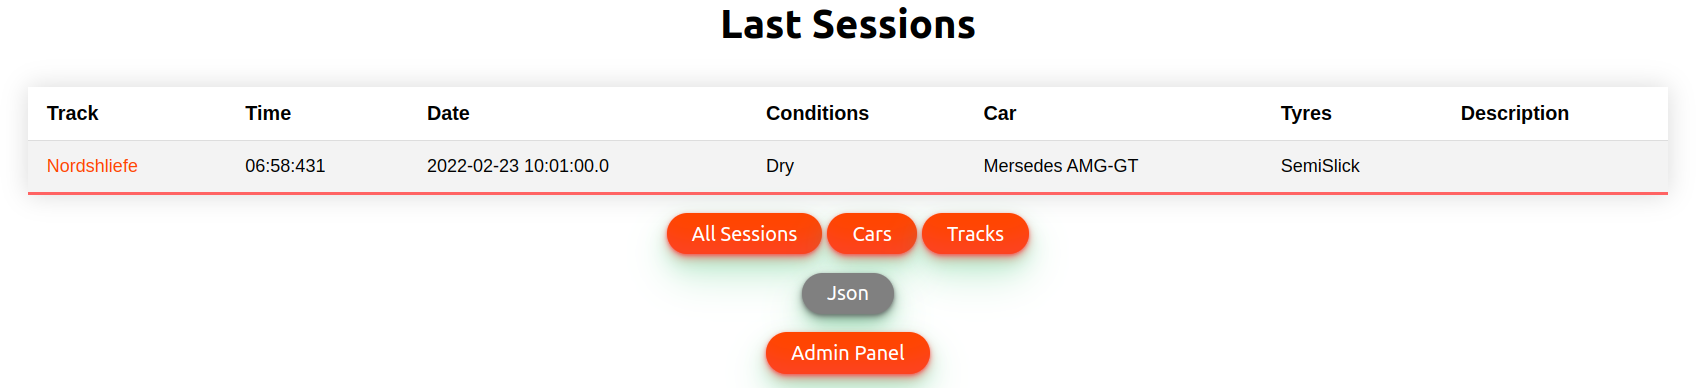 Last Sessions
Track Time Date Conditions Car Tyres Description
Nordshliefe 06:58:431 2022-02-23 10:01:00.0 Dry Mersedes AMG-GT SemiSlick
All Sessions Cars Tracks
Json
Admin Panel